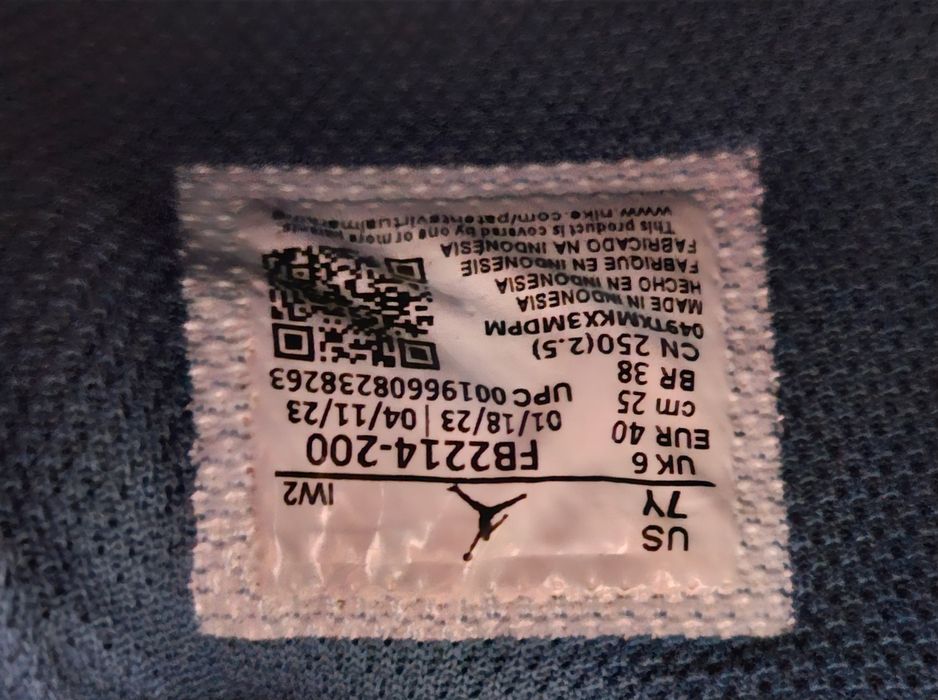 US
7Y
IW2
UK 6
EUR 40
cm 25
BR 38
CN 250(2.5)
FB2214-200
01/18/23 | 04/11/23
UPC 00196608238263
049TXMKX3MDPM
MADE IN INDONESIA
HECHO EN INDONESIA
FABRIQUE EN INDONESIE
FABRICADO NA INDONESIA
This product is covered by one or more patents
www.nike.com/patentsvirtualmarking